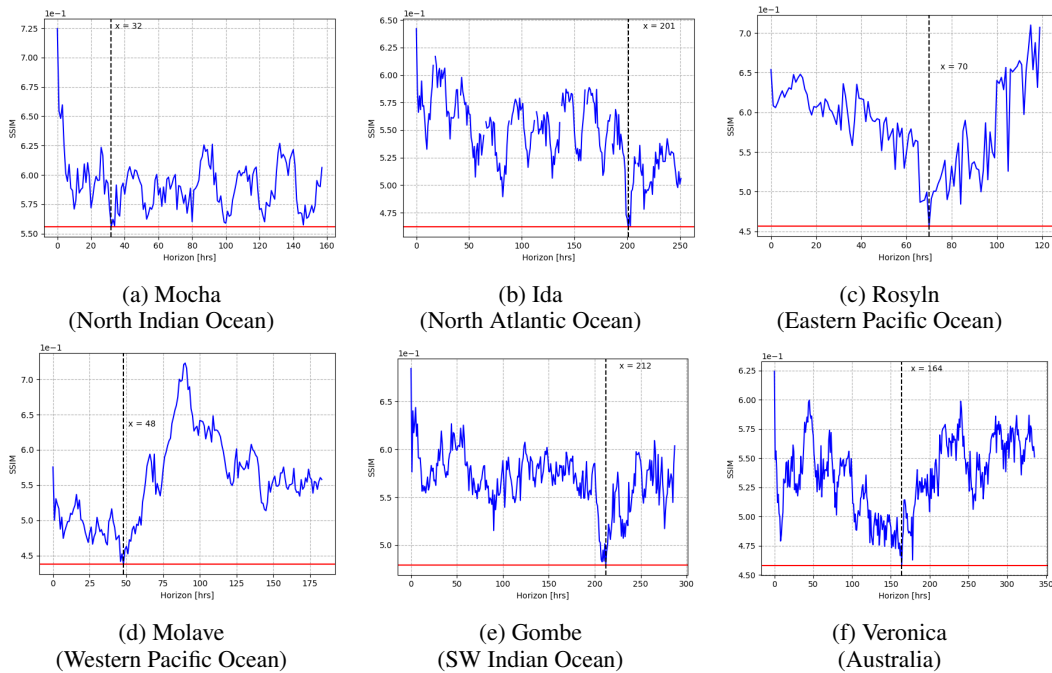 1e−1
7.25
7.00
6.75
6.50
6.25
6.00
5.75
5.50
SSIM
x = 32
0 20 40 60 80 100 120 140 160
Horizon [hrs]
(a) Mocha
(North Indian Ocean)
1e−1
6.50
6.25
6.00
5.75
5.50
5.25
5.00
4.75
SSIM
x = 201
0 50 100 150 200 250
Horizon [hrs]
(b) Ida
(North Atlantic Ocean)
1e−1
7.0
6.5
6.0
5.5
5.0
4.5
SSIM
x = 70
0 20 40 60 80 100 120
Horizon [hrs]
(c) Rosyln
(Eastern Pacific Ocean)
1e−1
7.0
6.5
6.0
5.5
5.0
4.5
SSIM
x = 48
0 25 50 75 100 125 150 175
Horizon [hrs]
(d) Molave
(Western Pacific Ocean)
1e−1
6.5
6.0
5.5
5.0
SSIM
x = 212
0 50 100 150 200 250 300
Horizon [hrs]
(e) Gombe
(SW Indian Ocean)
1e−1
6.25
6.00
5.75
5.50
5.25
5.00
4.75
4.50
SSIM
x = 164
0 50 100 150 200 250 300 350
Horizon [hrs]
(f) Veronica
(Australia)